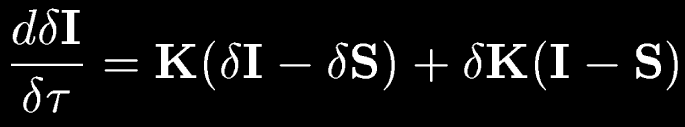 dδI/δτ = K(δI − δS) + δK(I − S)